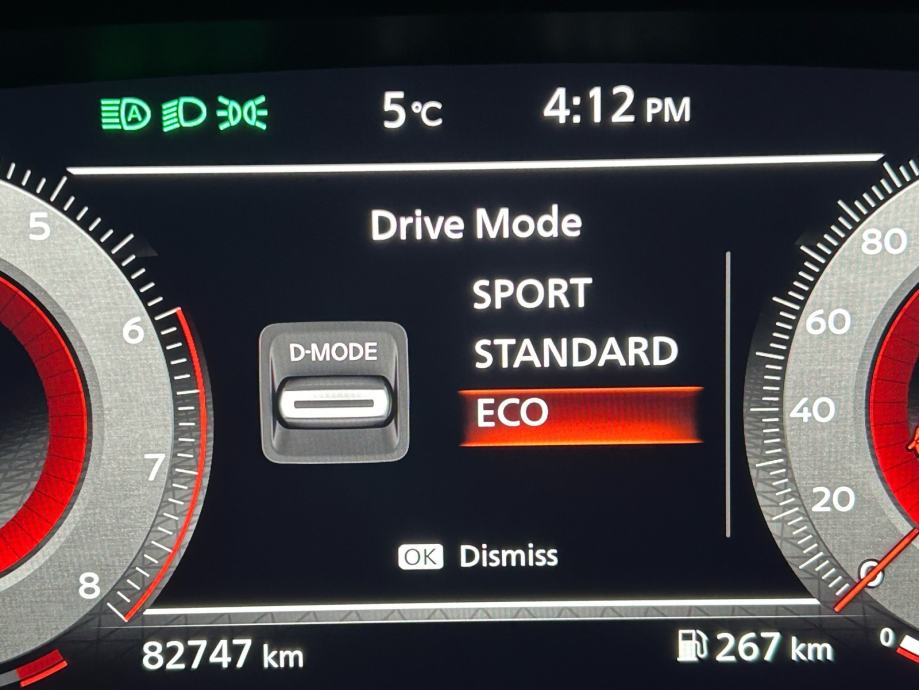 5°C
4:12 PM
Drive Mode
SPORT
STANDARD
ECO
D-MODE
OK Dismiss
5
6
7
8
80
60
40
20
0
82747 km
267 km
0